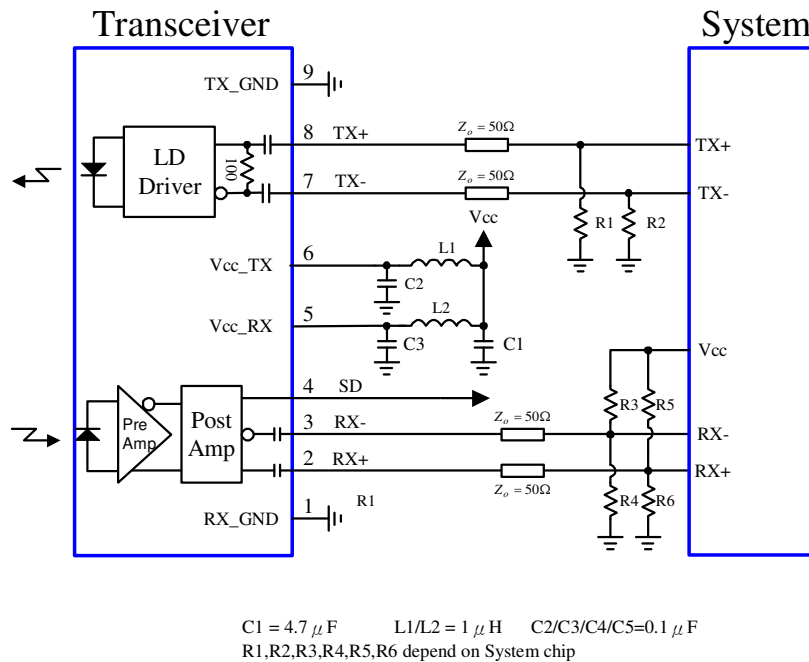 Transceiver
System
TX_GND
9
LD
Driver
100
8
TX+
Zo = 50Ω
TX+
7
TX-
Zo = 50Ω
TX-
R1
R2
Vcc
6
Vcc_TX
L1
C2
5
Vcc_RX
L2
C3
C1
Vcc
4
SD
R3
R5
Pre
Amp
Post
Amp
3
RX-
Zo = 50Ω
RX-
2
RX+
Zo = 50Ω
RX+
R4
R6
1
RX_GND
R1
C1 = 4.7 μF L1/L2 = 1 μH C2/C3/C4/C5=0.1 μF
R1,R2,R3,R4,R5,R6 depend on System chip